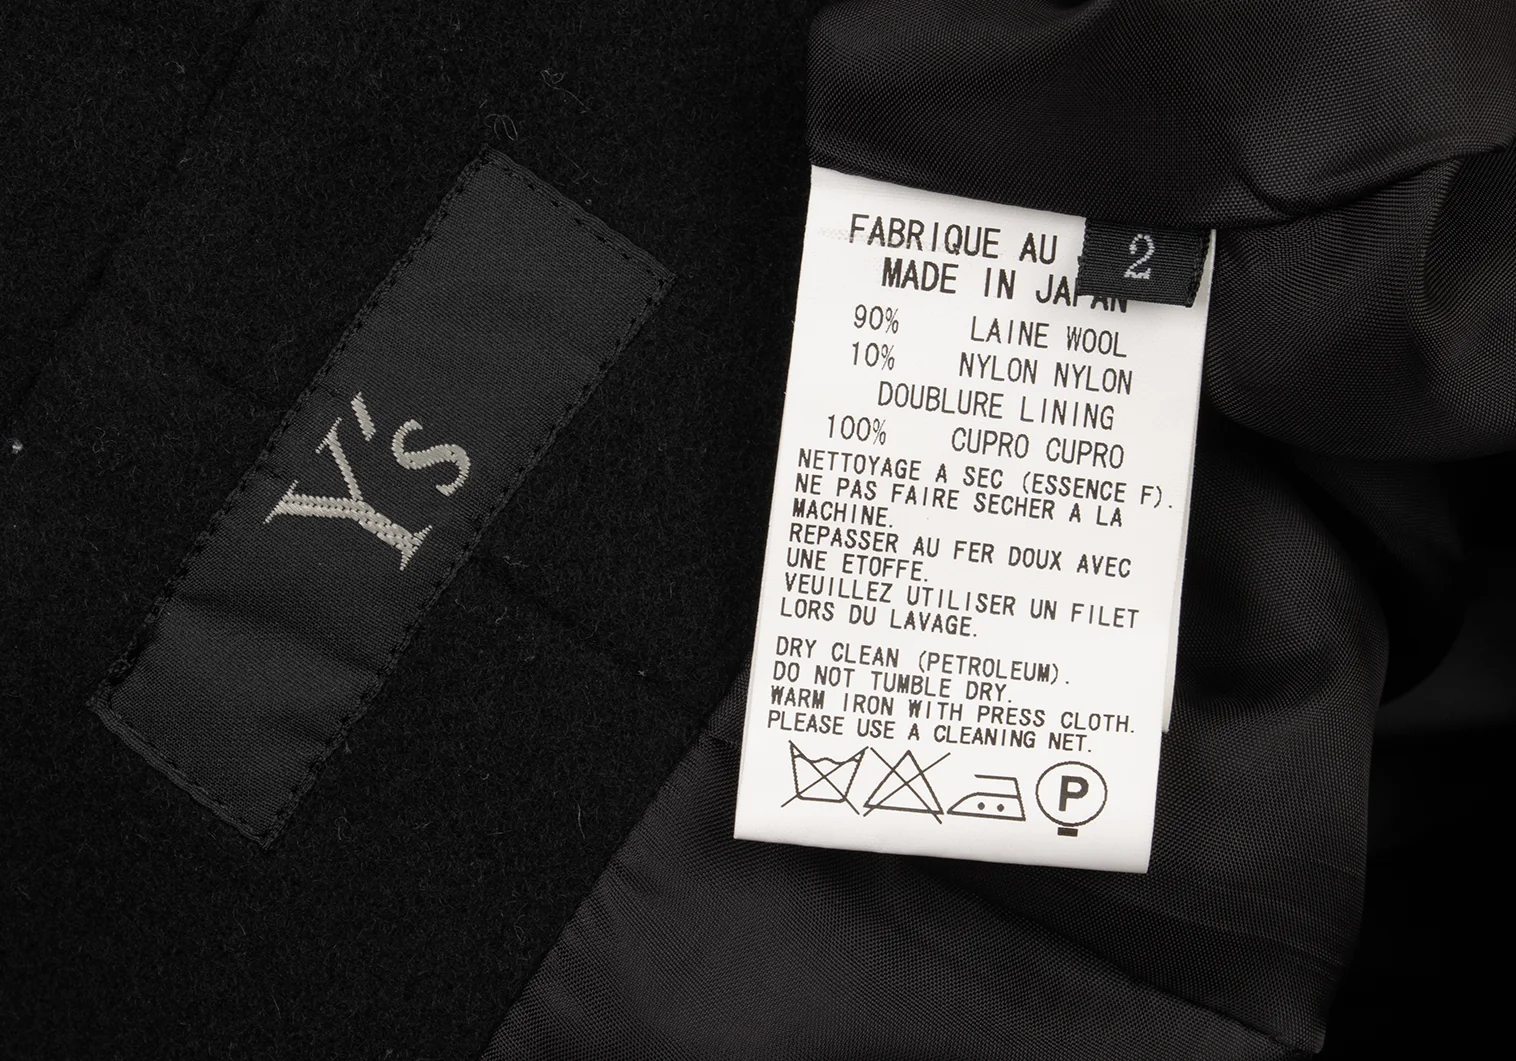 Y's
2
FABRIQUE AU
MADE IN JAPAN
90% LAINE WOOL
10% NYLON NYLON
DOUBLURE LINING
100% CUPRO CUPRO
NETTOYAGE A SEC (ESSENCE F).
NE PAS FAIRE SECHER A LA
MACHINE.
REPASSER AU FER DOUX AVEC
UNE ETOFFE.
VEUILLEZ UTILISER UN FILET
LORS DU LAVAGE.
DRY CLEAN (PETROLEUM).
DO NOT TUMBLE DRY.
WARM IRON WITH PRESS CLOTH.
PLEASE USE A CLEANING NET.
P